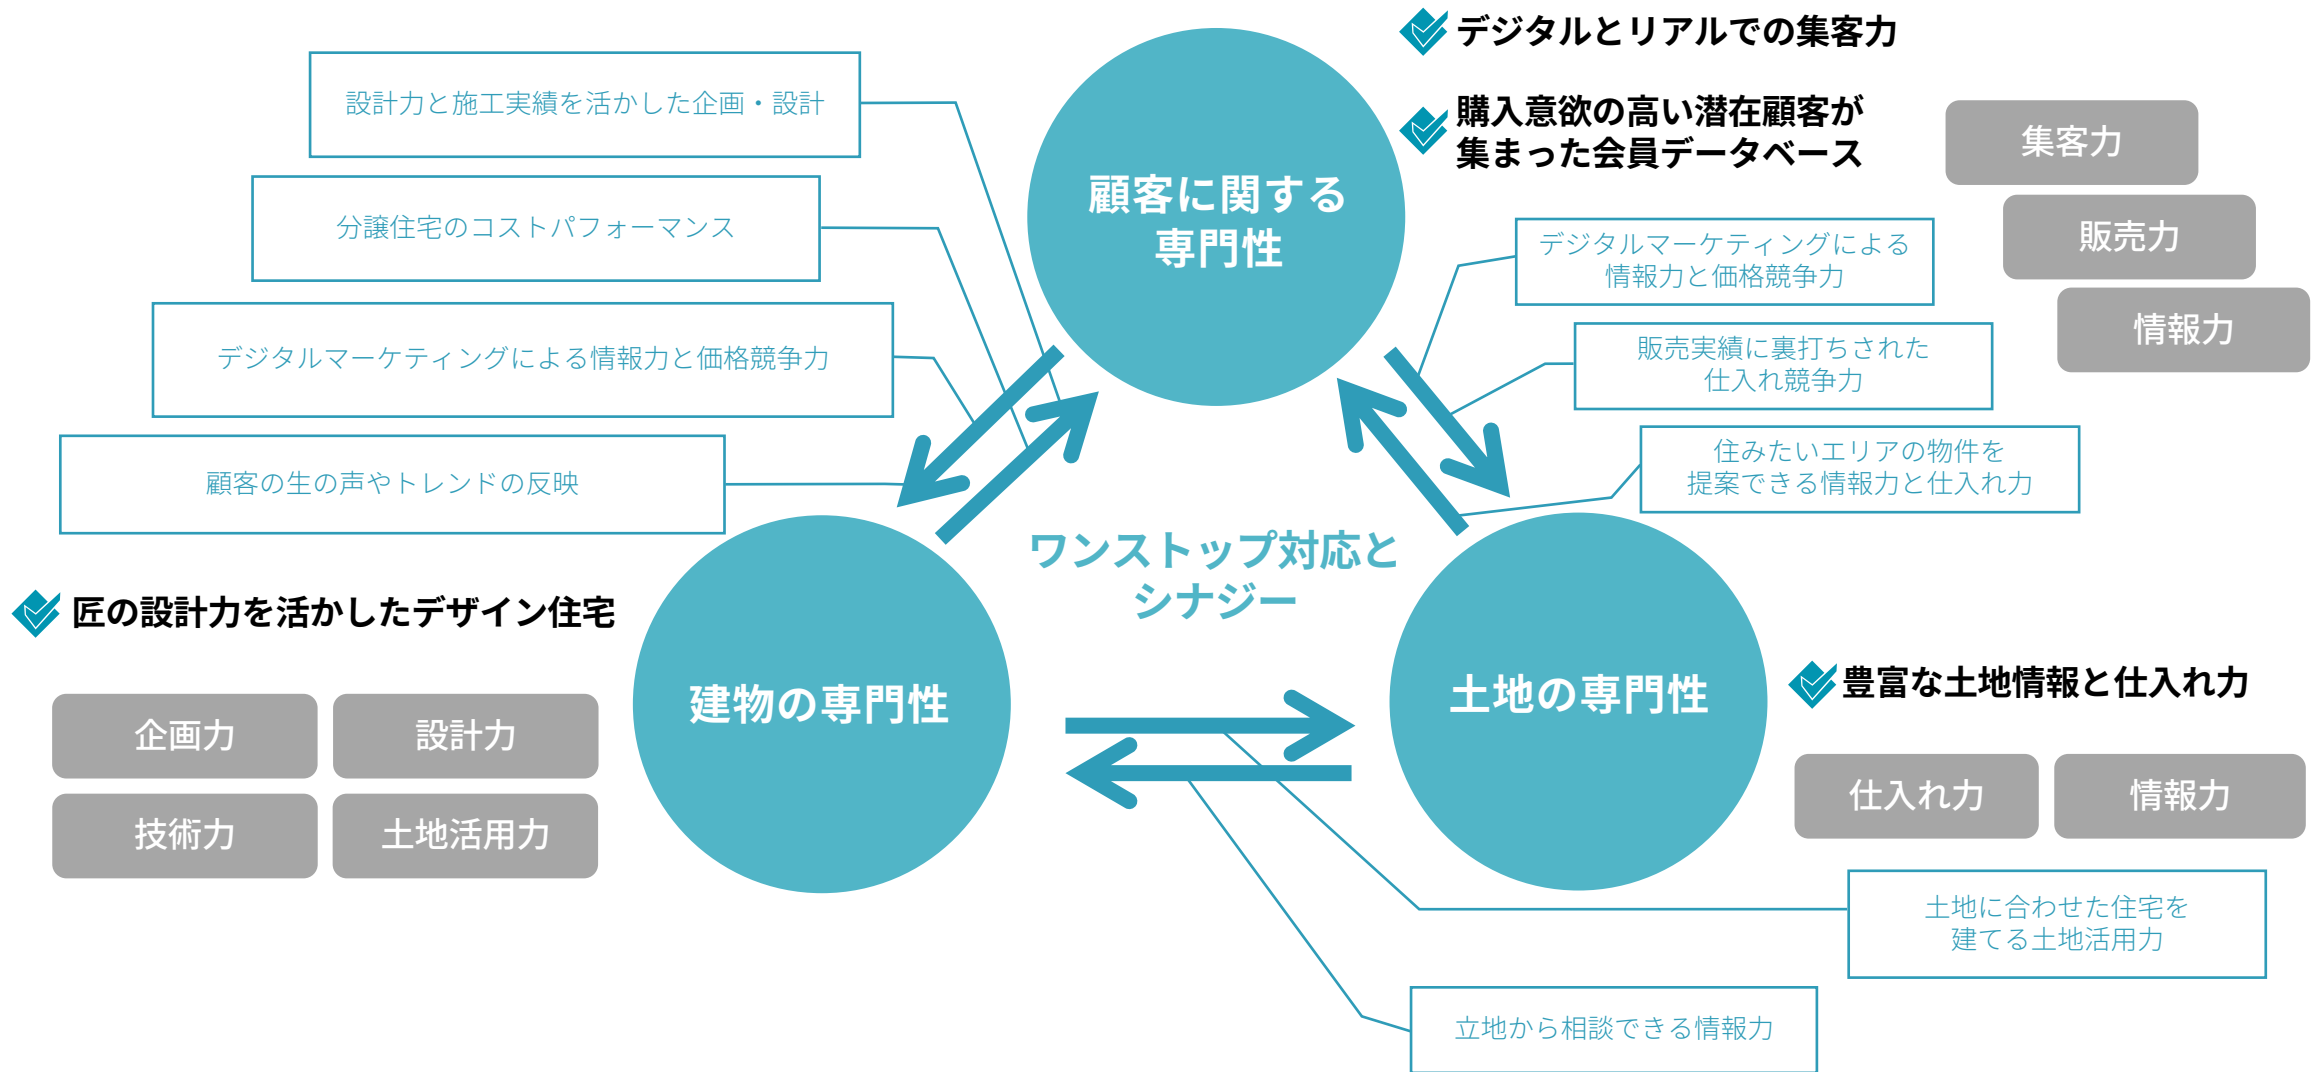 デジタルとリアルでの集客力
購入意欲の高い潜在顧客が
集まった会員データベース
集客力
販売力
情報力
設計力と施工実績を活かした企画・設計
分譲住宅のコストパフォーマンス
デジタルマーケティングによる情報力と価格競争力
顧客の生の声やトレンドの反映
顧客に関する
専門性
デジタルマーケティングによる
情報力と価格競争力
販売実績に裏打ちされた
仕入れ競争力
住みたいエリアの物件を
提案できる情報力と仕入れ力
ワンストップ対応と
シナジー
匠の設計力を活かしたデザイン住宅
企画力
設計力
技術力
土地活用力
建物の専門性
土地の専門性
豊富な土地情報と仕入れ力
仕入れ力
情報力
土地に合わせた住宅を
建てる土地活用力
立地から相談できる情報力